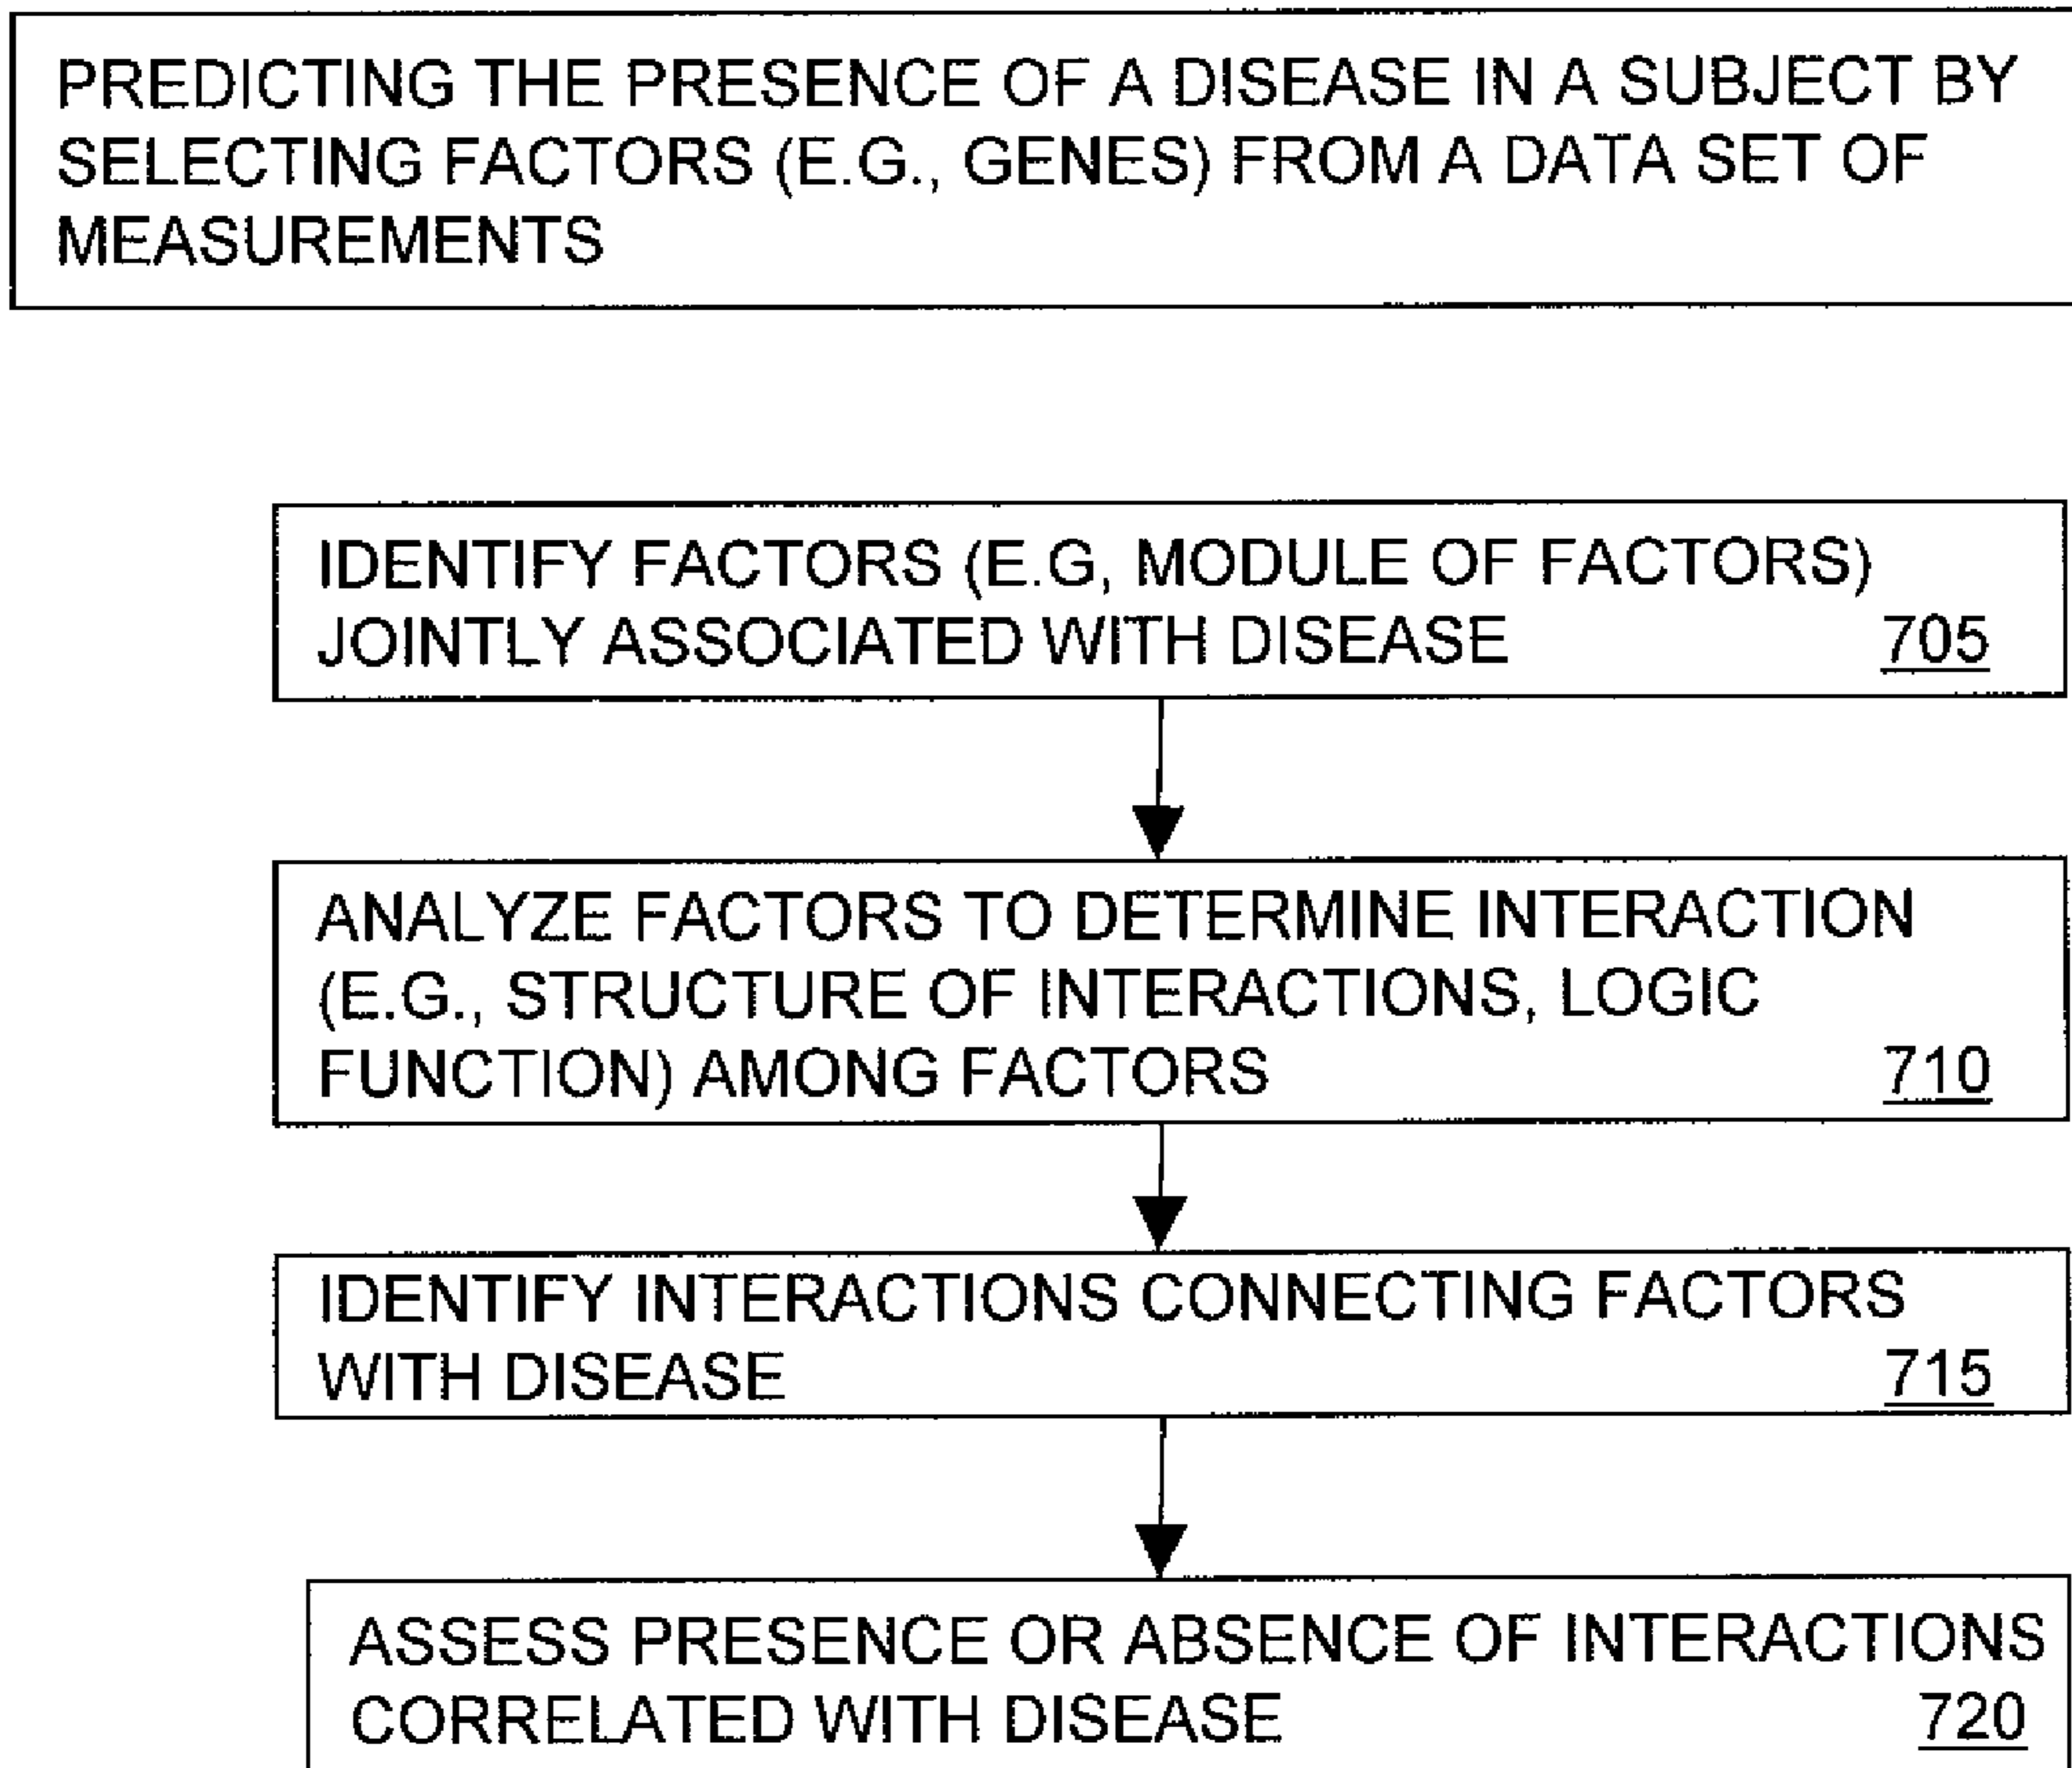 PREDICTING THE PRESENCE OF A DISEASE IN A SUBJECT BY
SELECTING FACTORS (E.G., GENES) FROM A DATA SET OF
MEASUREMENTS
IDENTIFY FACTORS (E.G, MODULE OF FACTORS)
JOINTLY ASSOCIATED WITH DISEASE 705
ANALYZE FACTORS TO DETERMINE INTERACTION
(E.G., STRUCTURE OF INTERACTIONS, LOGIC
FUNCTION) AMONG FACTORS 710
IDENTIFY INTERACTIONS CONNECTING FACTORS
WITH DISEASE 715
ASSESS PRESENCE OR ABSENCE OF INTERACTIONS
CORRELATED WITH DISEASE 720